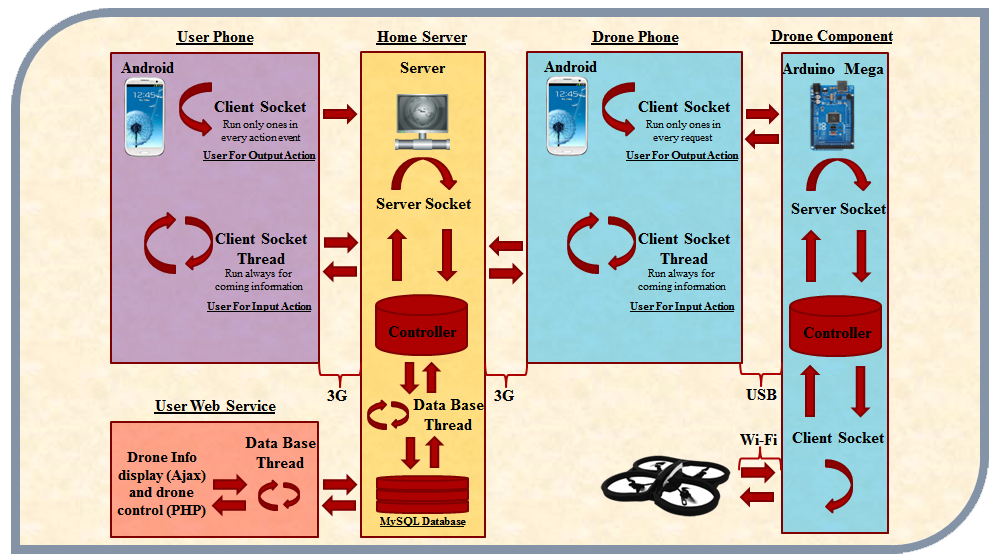 User Phone
Android
Client Socket
Run only ones in
every action event
User For Output Action
Client Socket
Thread
Run always for
coming information
User For Input Action
3G
Home Server
Server
Server Socket
Controller
Data Base
Thread
MySQL Database
3G
Drone Phone
Android
Client Socket
Run only ones in
every request
User For Output Action
Client Socket
Thread
Run always for
coming information
User For Input Action
USB
Drone Component
Arduino Mega
Server Socket
Controller
Client Socket
Wi-Fi
User Web Service
Drone Info
display (Ajax)
and drone
control (PHP)
Data Base
Thread
12:45
12:45